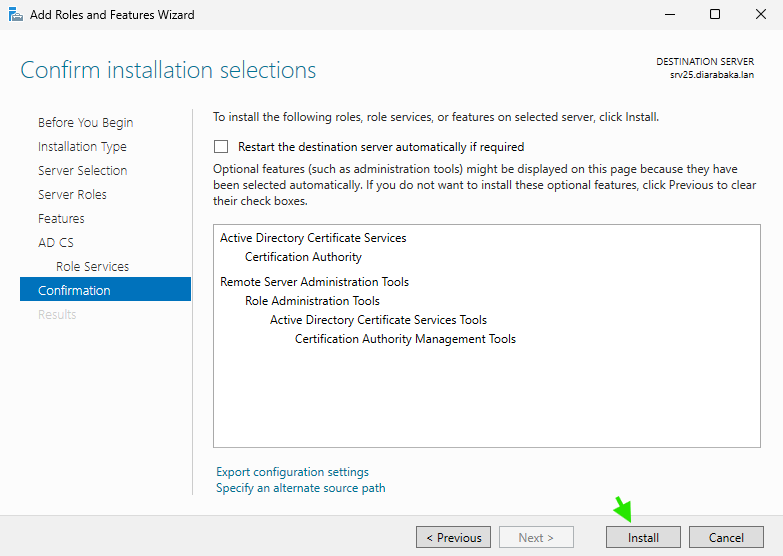 Add Roles and Features Wizard
Confirm installation selections
DESTINATION SERVER
srv25.diarabaka.lan
Before You Begin
Installation Type
Server Selection
Server Roles
Features
AD CS
Role Services
Confirmation
Results
To install the following roles, role services, or features on selected server, click Install.
Restart the destination server automatically if required
Optional features (such as administration tools) might be displayed on this page because they have
been selected automatically. If you do not want to install these optional features, click Previous to clear
their check boxes.
Active Directory Certificate Services
Certification Authority
Remote Server Administration Tools
Role Administration Tools
Active Directory Certificate Services Tools
Certification Authority Management Tools
Export configuration settings
Specify an alternate source path
< Previous
Next >
Install
Cancel